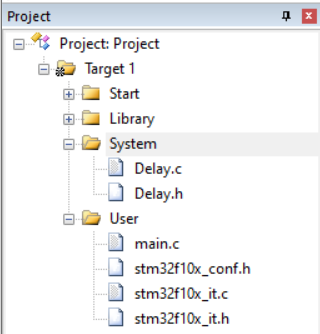 Project
Project: Project
Target 1
Start
Library
System
Delay.c
Delay.h
User
main.c
stm32f10x_conf.h
stm32f10x_it.c
stm32f10x_it.h